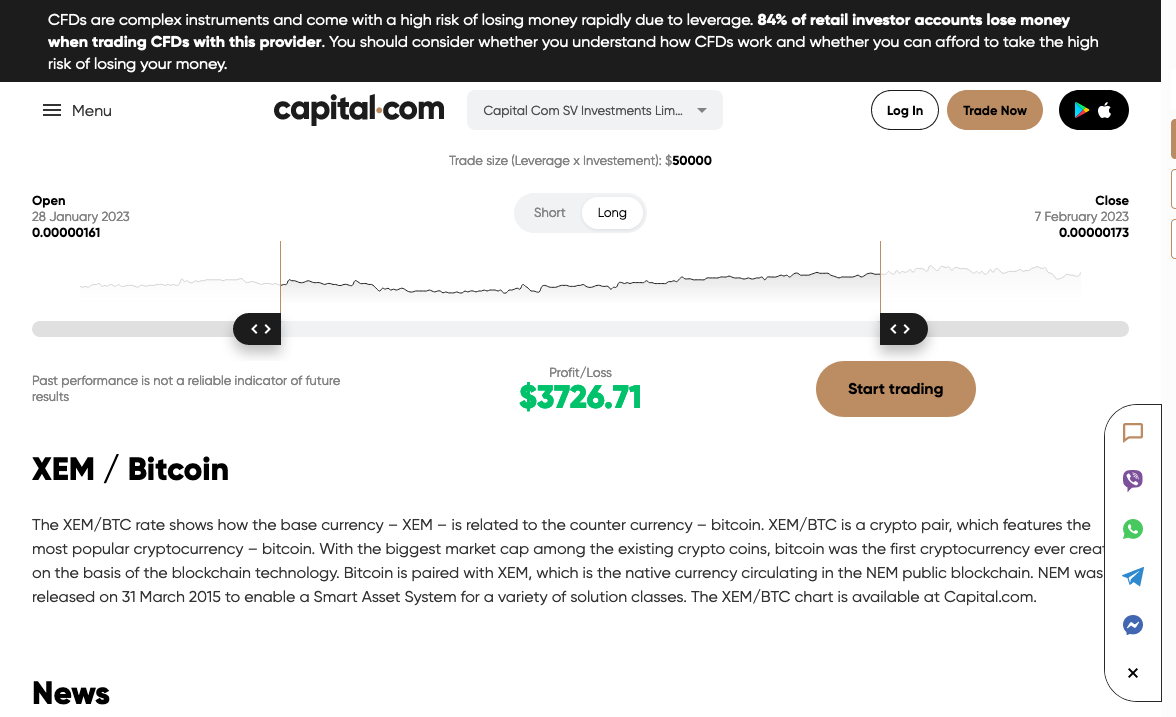 CFDs are complex instruments and come with a high risk of losing money rapidly due to leverage. 84% of retail investor accounts lose money
when trading CFDs with this provider. You should consider whether you understand how CFDs work and whether you can afford to take the high
risk of losing your money.
Menu
capital.com
Capital Com SV Investments Lim...
Log In
Trade Now
Trade size (Leverage x Investement): $50000
Open
28 January 2023
0.00000161
Short
Long
Close
7 February 2023
0.00000173
Past performance is not a reliable indicator of future
results
Profit/Loss
$3726.71
Start trading
XEM / Bitcoin
The XEM/BTC rate shows how the base currency – XEM – is related to the counter currency – bitcoin. XEM/BTC is a crypto pair, which features the
most popular cryptocurrency – bitcoin. With the biggest market cap among the existing crypto coins, bitcoin was the first cryptocurrency ever creat
on the basis of the blockchain technology. Bitcoin is paired with XEM, which is the native currency circulating in the NEM public blockchain. NEM was
released on 31 March 2015 to enable a Smart Asset System for a variety of solution classes. The XEM/BTC chart is available at Capital.com.
News